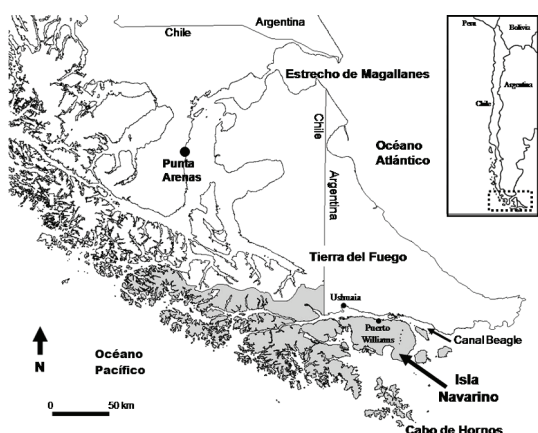 Argentina
Chile
Estrecho de Magallanes
Perú
Bolivia
Argentina
Chile
Chile
Argentina
Océano
Atlántico
Punta
Arenas
Tierra del Fuego
Ushuaia
Puerto
Williams
Canal Beagle
N
Océano
Pacífico
Isla
Navarino
0 50 km
Cabo de Hornos